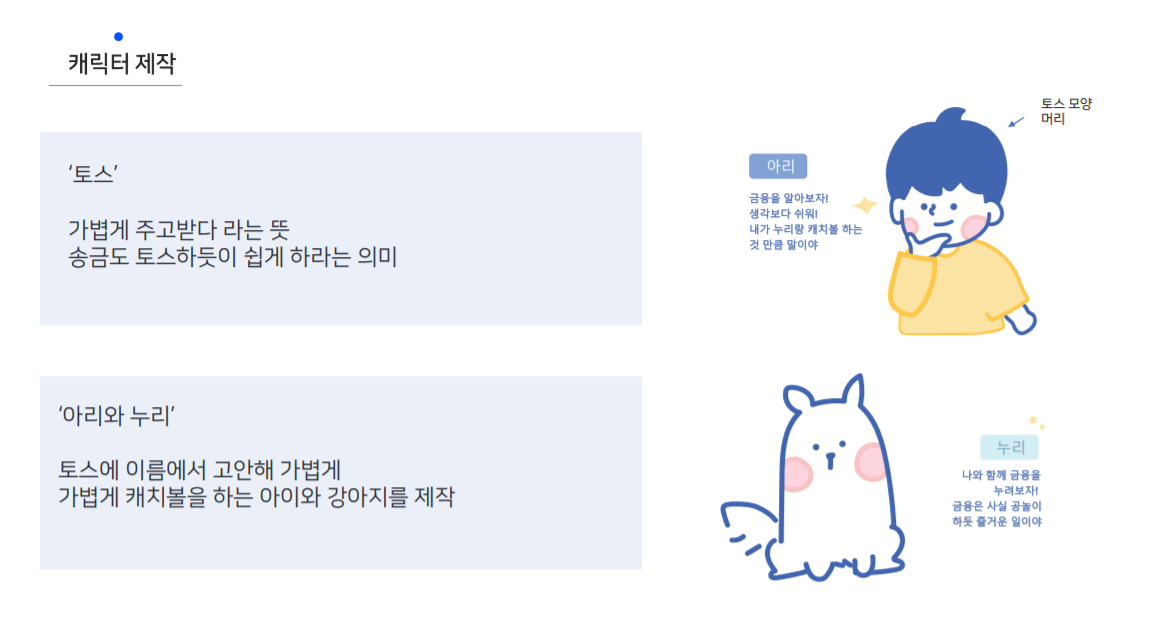 캐릭터 제작
‘토스’
가볍게 주고받다 라는 뜻
송금도 토스하듯이 쉽게 하라는 의미
토스 모양
머리
아리
금융을 알아보자!
생각보다 쉬워!
내가 누리랑 캐치볼 하는
것 만큼 말이야
‘아리와 누리’
토스에 이름에서 고안해 가볍게
가볍게 캐치볼을 하는 아이와 강아지를 제작
누리
나와 함께 금융을
누려보자!
금융은 사실 공놀이
하듯 즐거운 일이야